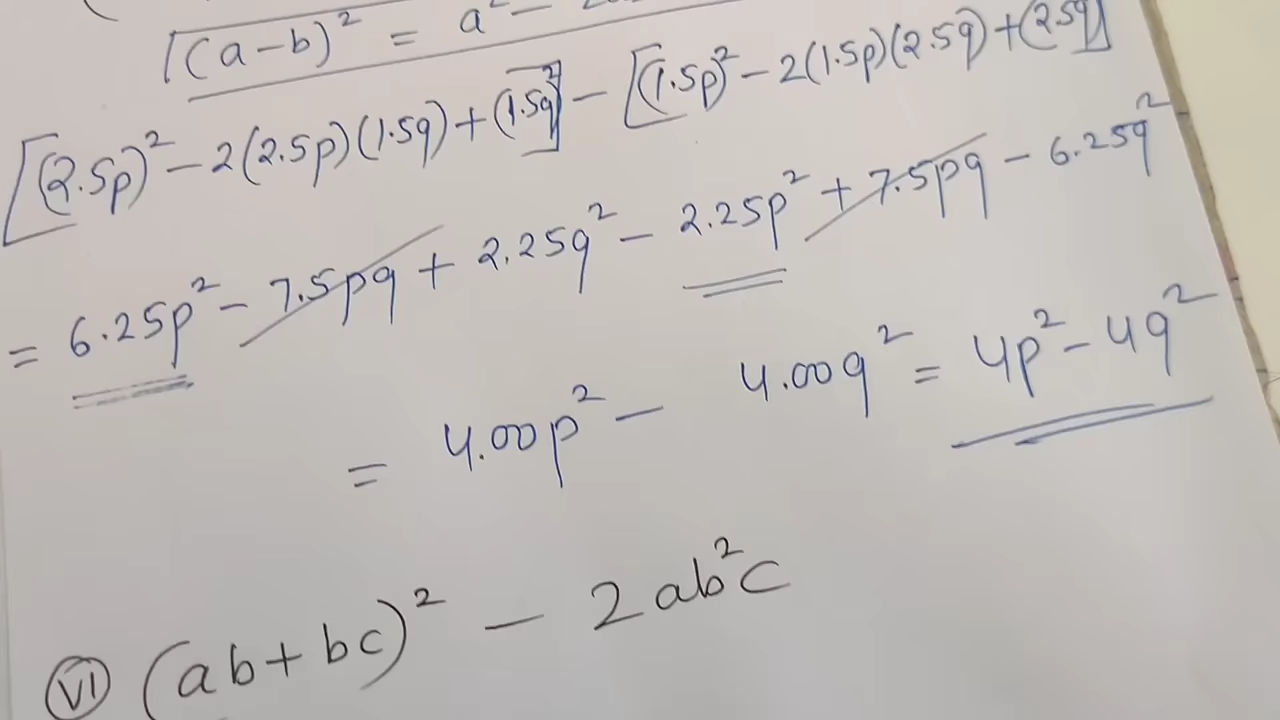 (a-b)² = a² -
[(2.5p)² - 2(2.5p)(1.5q) + (1.5q)²] - [(1.5p)² - 2(1.5p)(2.5q) + (2.5q)]
= 6.25p² - 7.5pq + 2.25q² - 2.25p² + 7.5pq - 6.25q²
= 4.00p² - 4.00q² = 4p² - 4q²
(vi) (ab + bc)² - 2ab²c